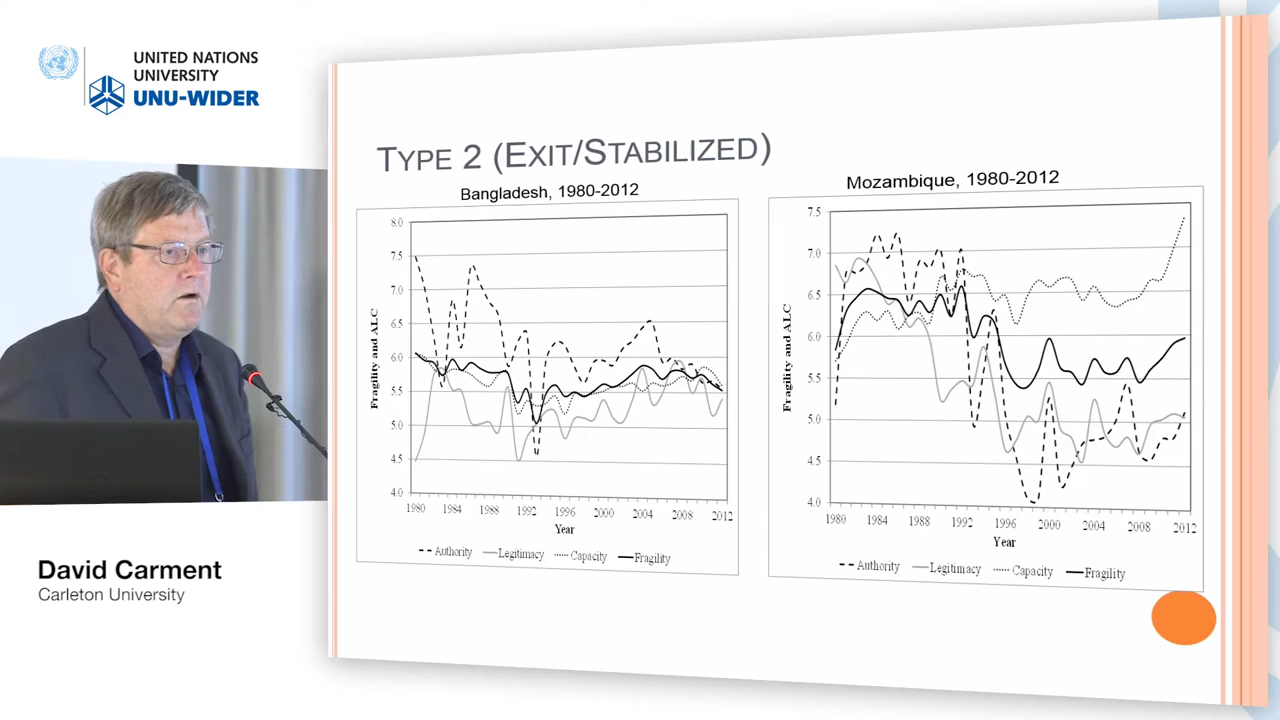 UNITED NATIONS
UNIVERSITY
UNU-WIDER
TYPE 2 (EXIT/STABILIZED)
Bangladesh, 1980-2012
8.0
7.5
7.0
6.5
6.0
5.5
5.0
4.5
4.0
Fragility and ALC
1980 1984 1988 1992 1996 2000 2004 2008 2012
Year
Authority Legitimacy Capacity Fragility
Mozambique, 1980-2012
7.5
7.0
6.5
6.0
5.5
5.0
4.5
4.0
Fragility and ALC
1980 1984 1988 1992 1996 2000 2004 2008 2012
Year
Authority Legitimacy Capacity Fragility
David Carment
Carleton University